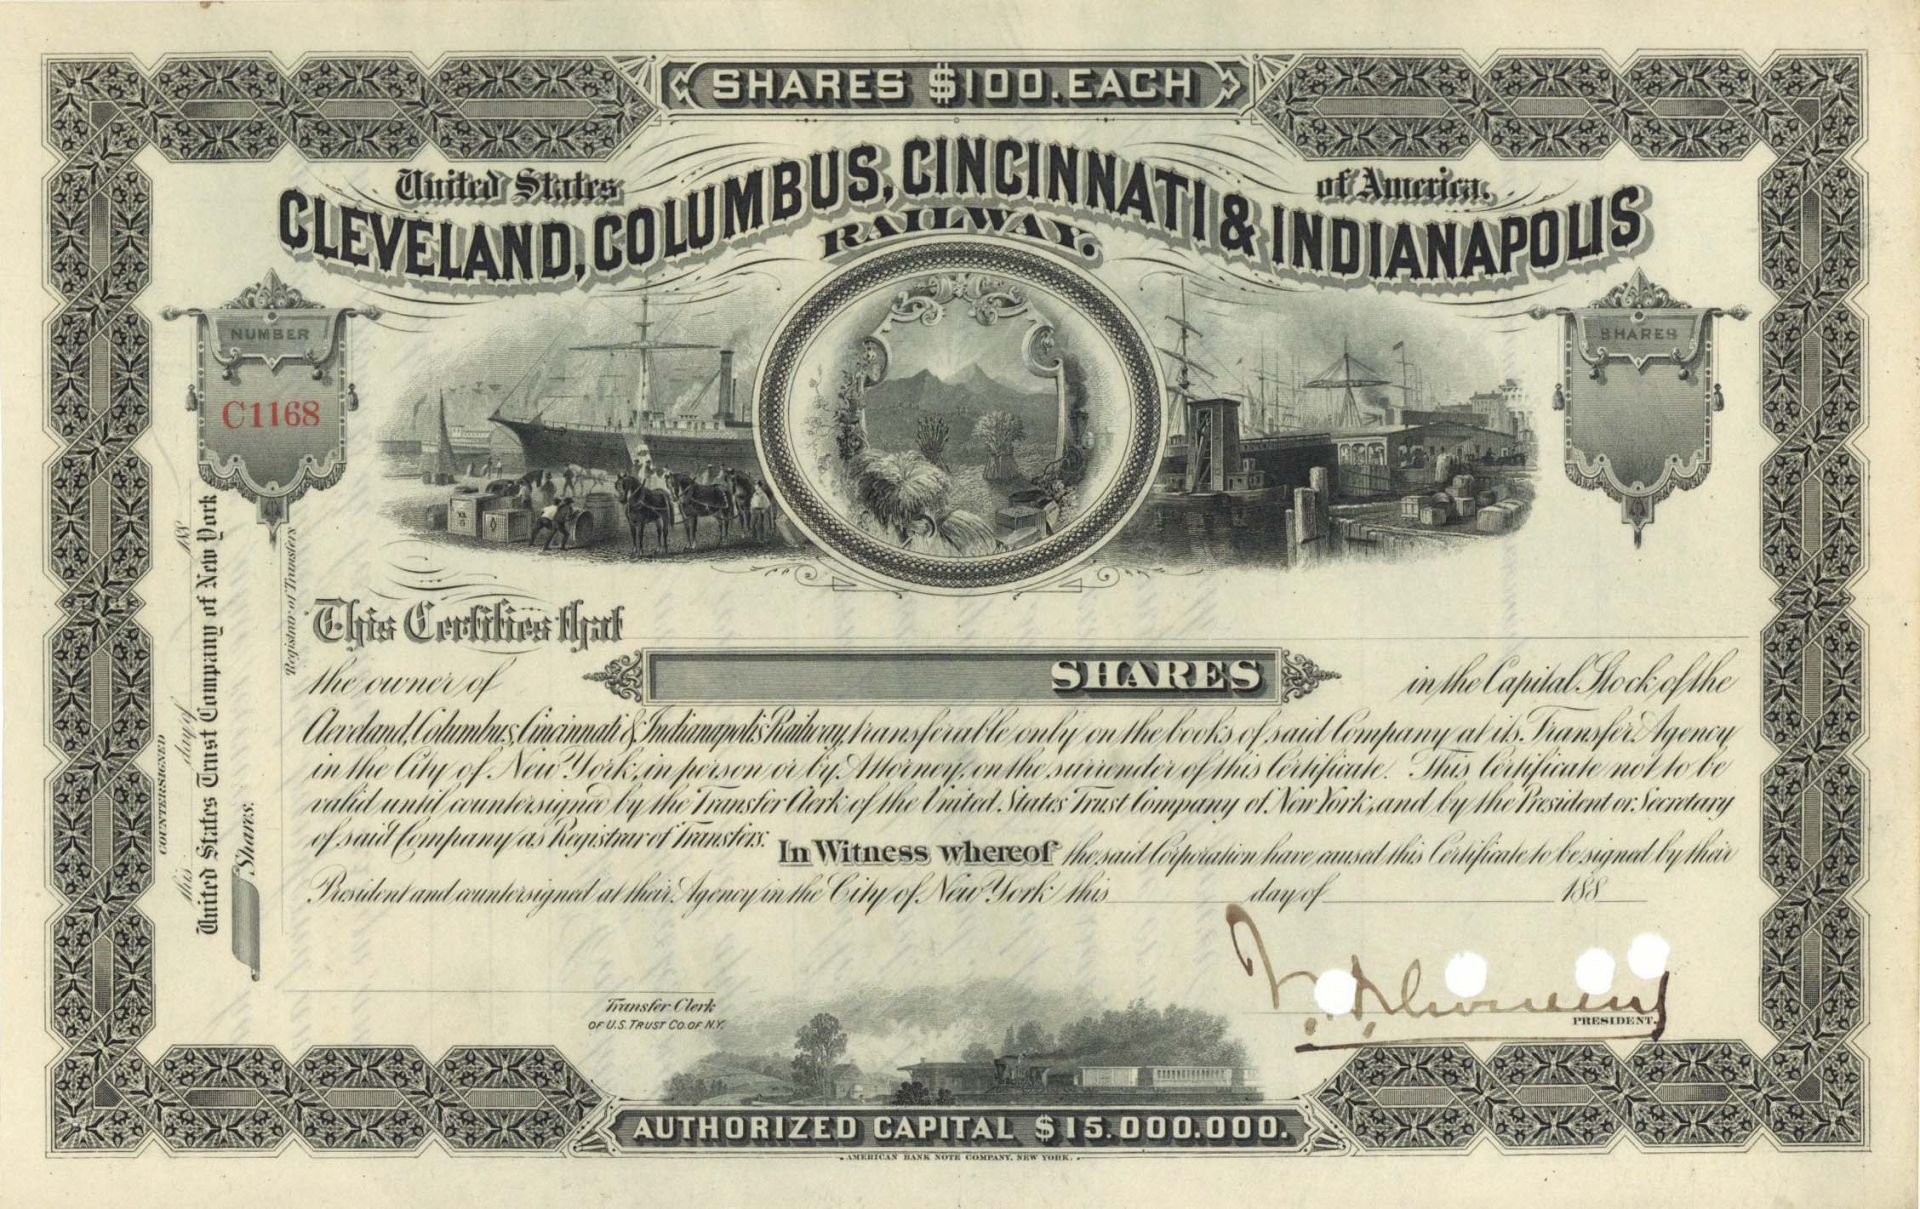 SHARES $100. EACH
United States of America.
CLEVELAND, COLUMBUS, CINCINNATI & INDIANAPOLIS
RAILWAY.
NUMBER
C1168
SHARES
This Certifies that
the owner of SHARES in the Capital Stock of the
Cleveland, Columbus, Cincinnati & Indianapolis Railway, transferable only on the books of said Company at its Transfer Agency
in the City of New York, in person or by Attorney, on the surrender of this Certificate. This Certificate not to be
valid until countersigned by the Transfer Clerk of the United States Trust Company of New York, and by the President or Secretary
of said Company as Registrar of Transfers. In Witness whereof the said Corporation have caused this Certificate to be signed by their
President and countersigned at their Agency in the City of New York this day of 188
COUNTERSIGNED
this day of 188
United States Trust Company of New York
Shares.
Registrar of Transfers
Transfer Clerk
OF U.S. TRUST CO. OF N.Y.
PRESIDENT.
AUTHORIZED CAPITAL $15.000.000.
AMERICAN BANK NOTE COMPANY, NEW YORK.